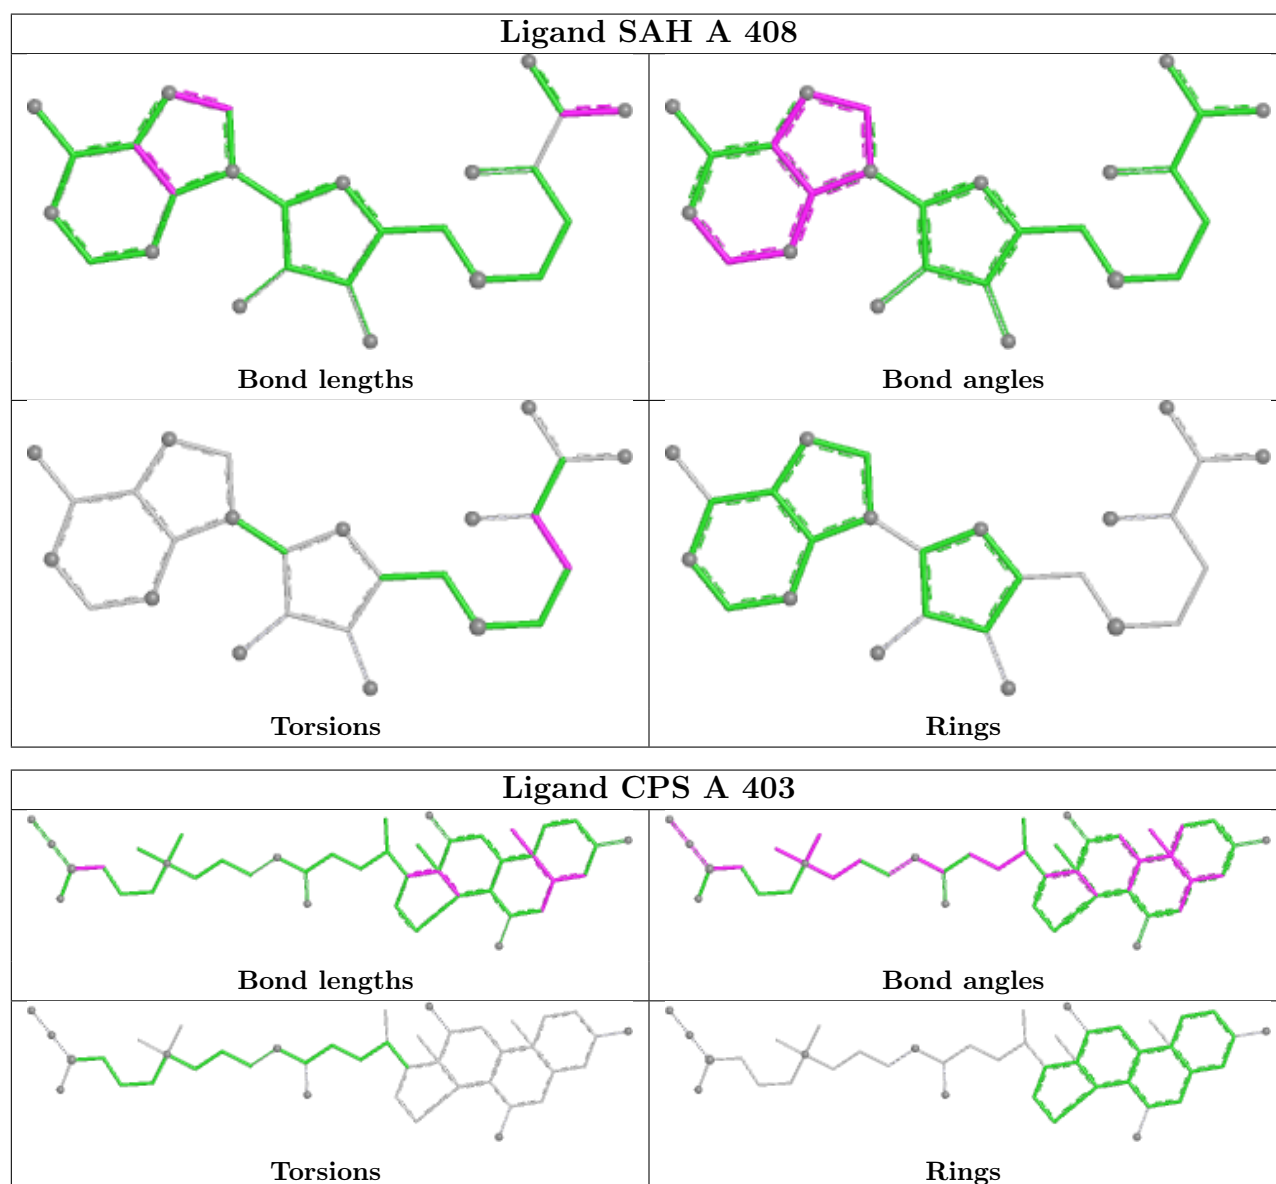 Ligand SAH A 408
Bond lengths
Bond angles
Torsions
Rings
Ligand CPS A 403
Bond lengths
Bond angles
Torsions
Rings